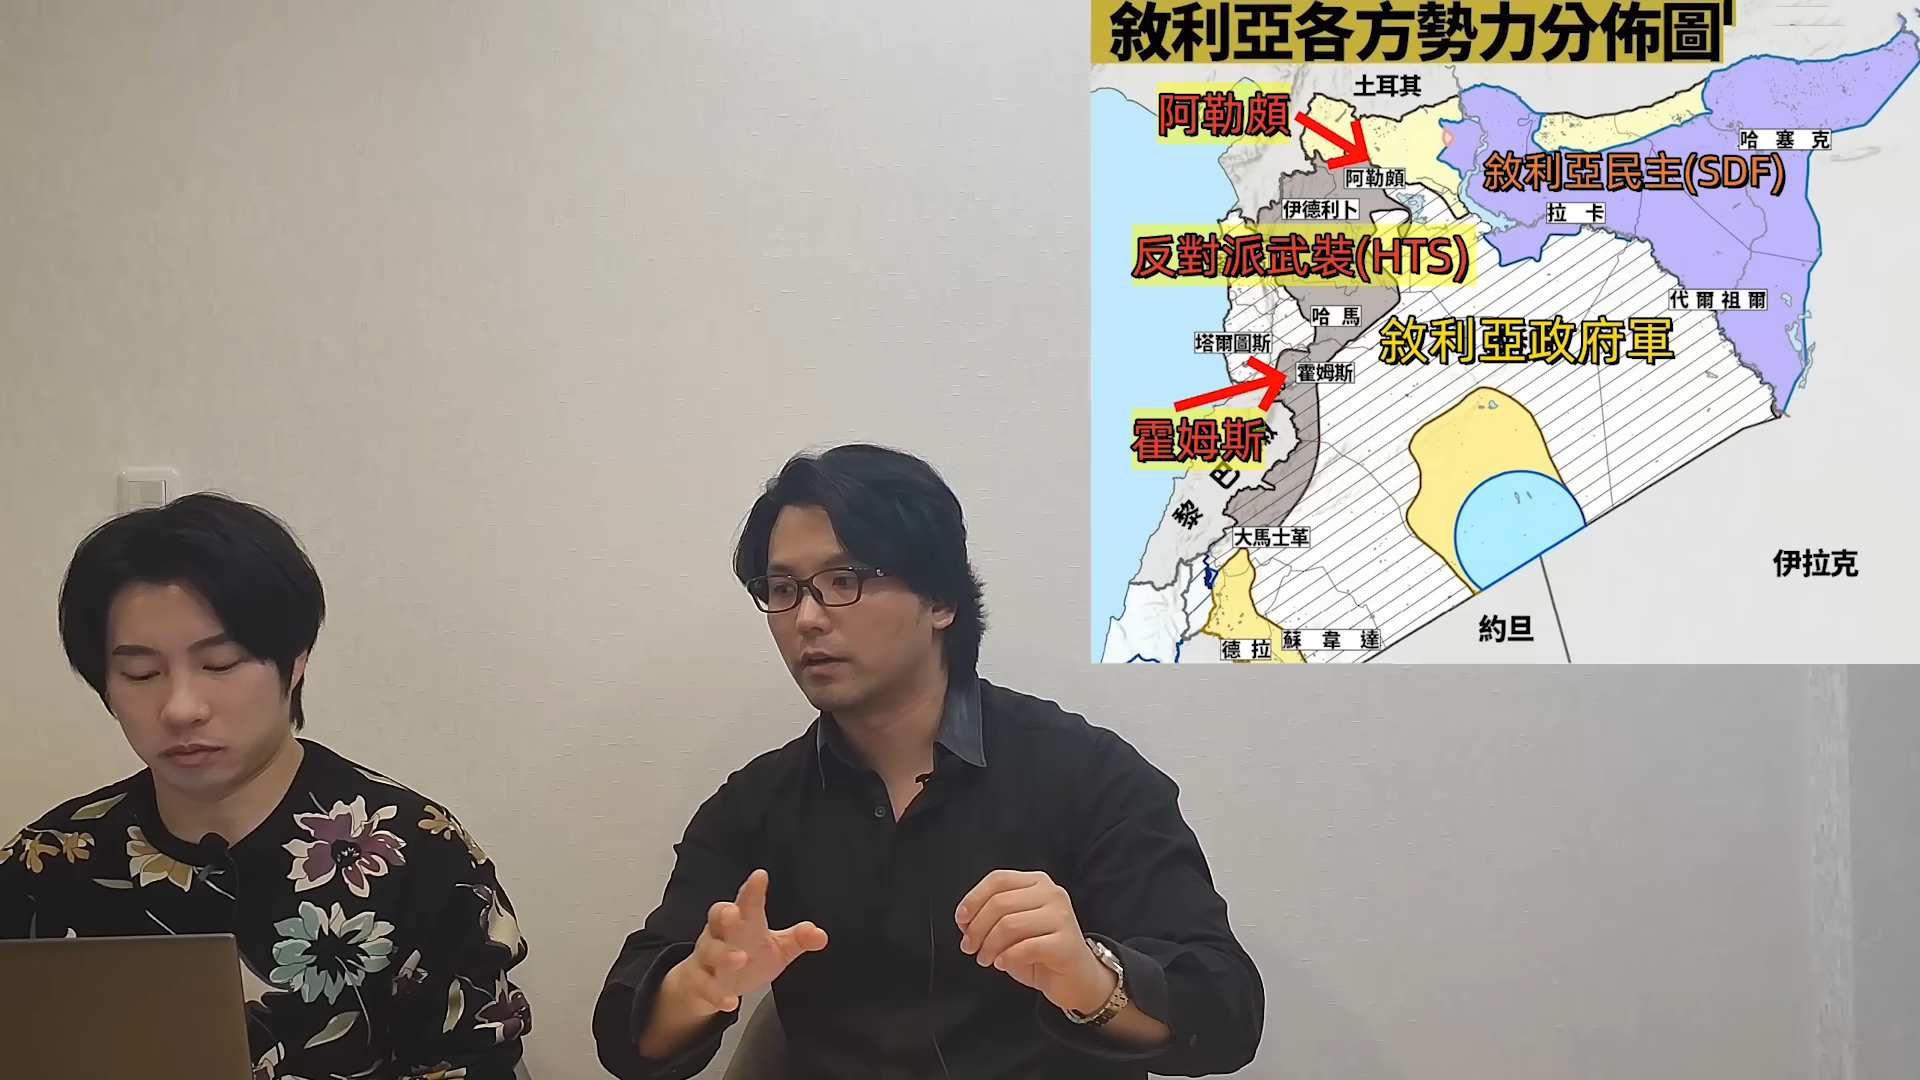 敘利亞各方勢力分佈圖
土耳其
阿勒頗
哈塞克
敘利亞民主(SDF)
阿勒頗
伊德利卜
拉卡
反對派武裝(HTS)
代爾祖爾
哈馬
敘利亞政府軍
塔爾圖斯
霍姆斯
霍姆斯
黎巴
大馬士革
伊拉克
約旦
德拉
蘇韋達